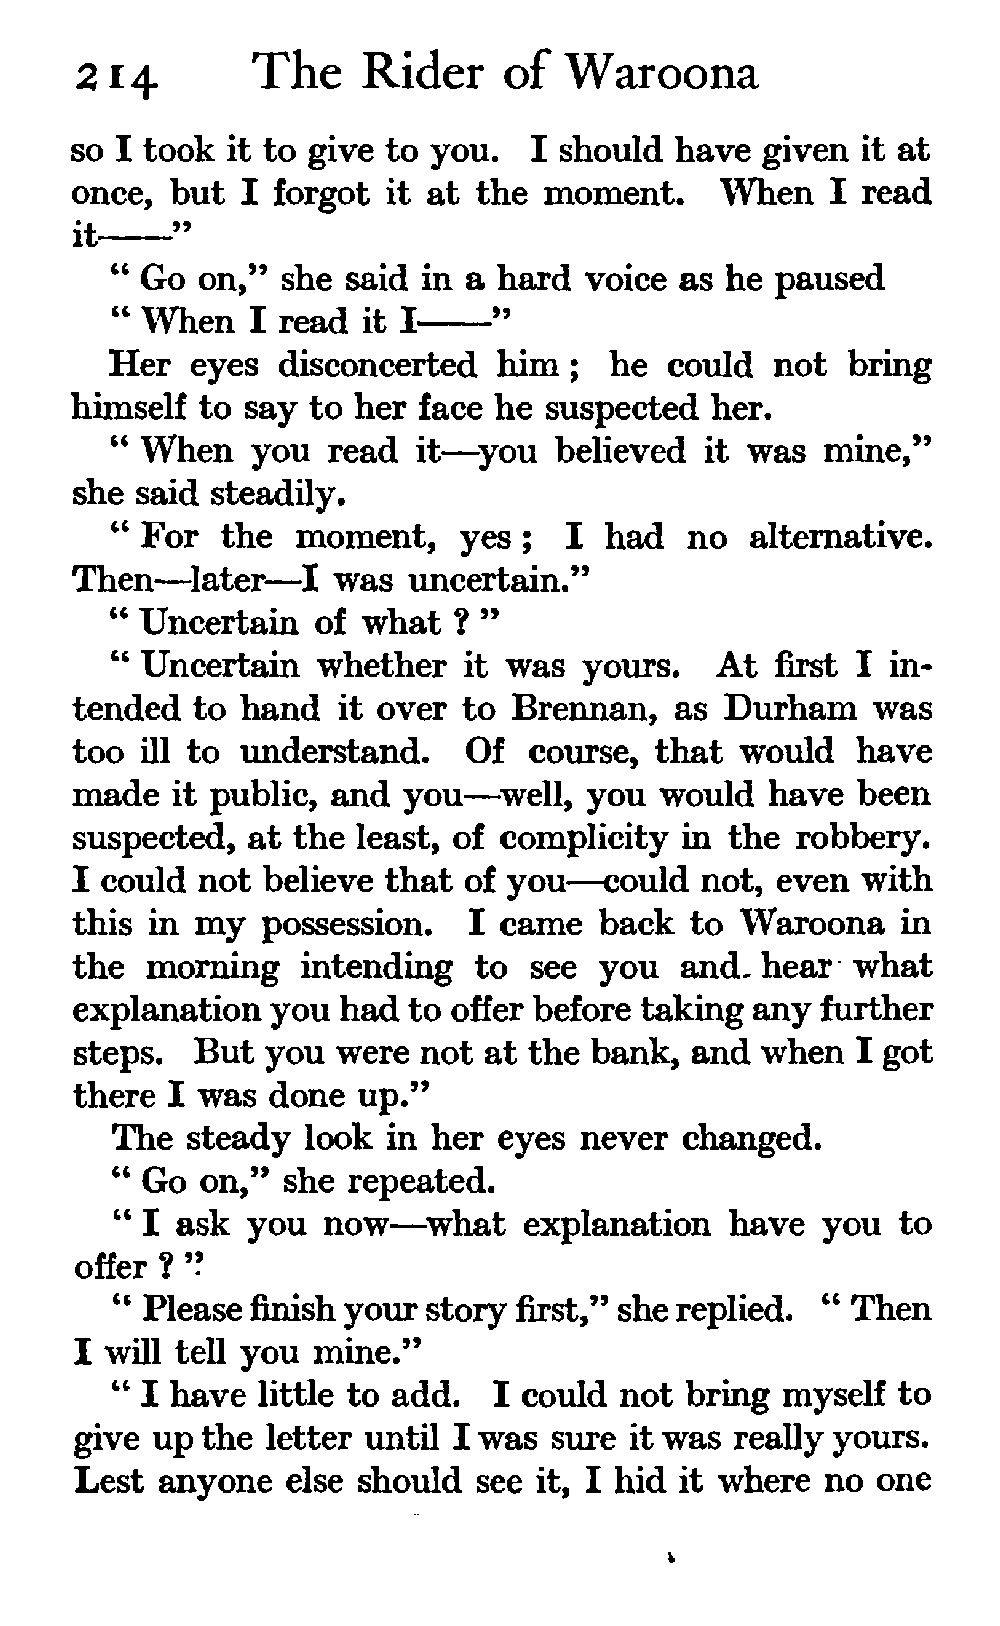 214 The Rider of Waroona
so I took it to give to you. I should have given it at
once, but I forgot it at the moment. When I read
it——”
“ Go on,” she said in a hard voice as he paused
“ When I read it I——”
Her eyes disconcerted him ; he could not bring
himself to say to her face he suspected her.
“ When you read it—you believed it was mine,”
she said steadily.
“ For the moment, yes ; I had no alternative.
Then—later—I was uncertain.”
“ Uncertain of what ? ”
“ Uncertain whether it was yours. At first I in-
tended to hand it over to Brennan, as Durham was
too ill to understand. Of course, that would have
made it public, and you—well, you would have been
suspected, at the least, of complicity in the robbery.
I could not believe that of you—could not, even with
this in my possession. I came back to Waroona in
the morning intending to see you and hear what
explanation you had to offer before taking any further
steps. But you were not at the bank, and when I got
there I was done up.”
The steady look in her eyes never changed.
“ Go on,” she repeated.
“ I ask you now—what explanation have you to
offer ? ”
“ Please finish your story first,” she replied. “ Then
I will tell you mine.”
“ I have little to add. I could not bring myself to
give up the letter until I was sure it was really yours.
Lest anyone else should see it, I hid it where no one